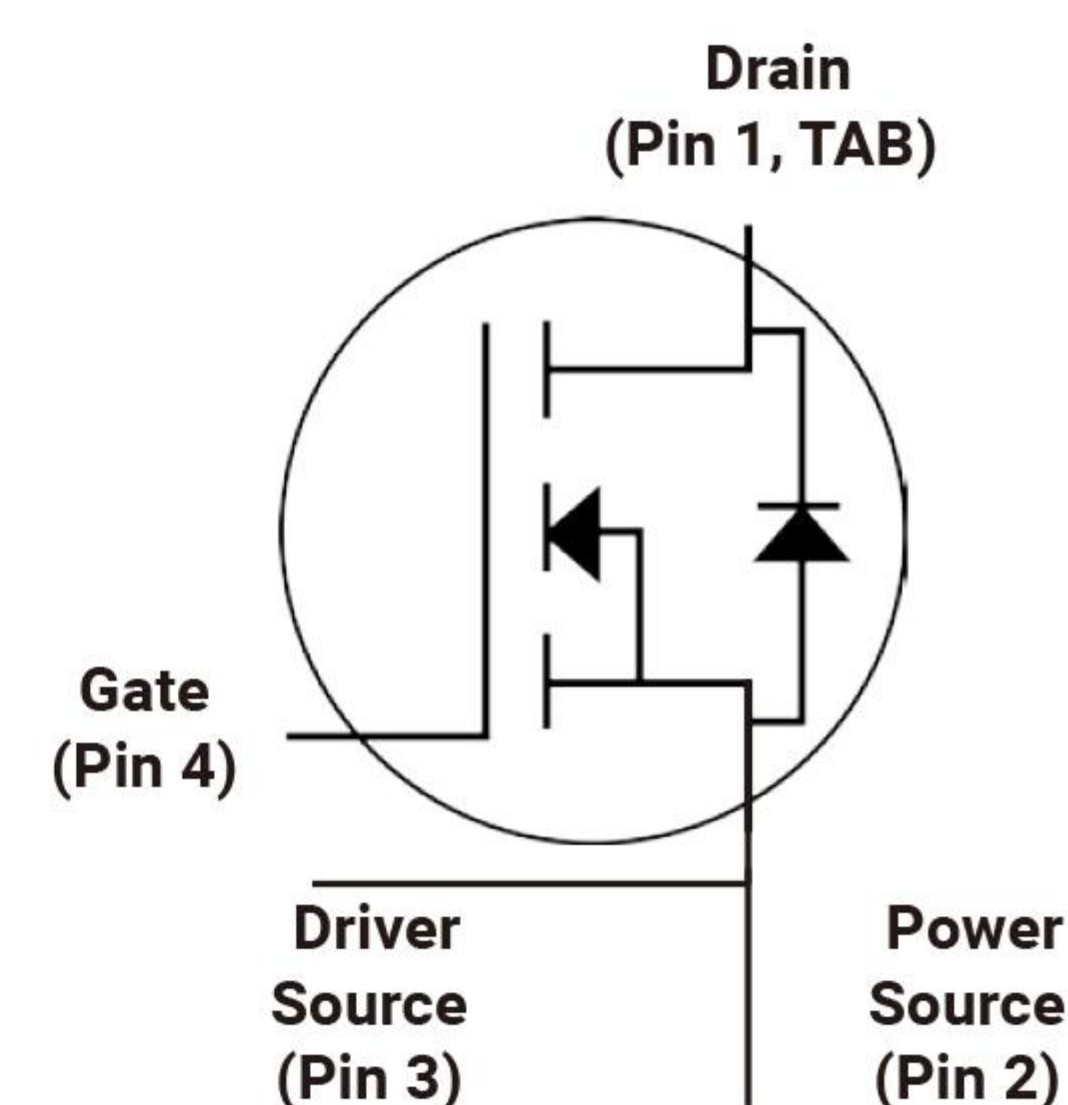 Drain
(Pin 1, TAB)
Gate
(Pin 4)
Driver
Source
(Pin 3)
Power
Source
(Pin 2)